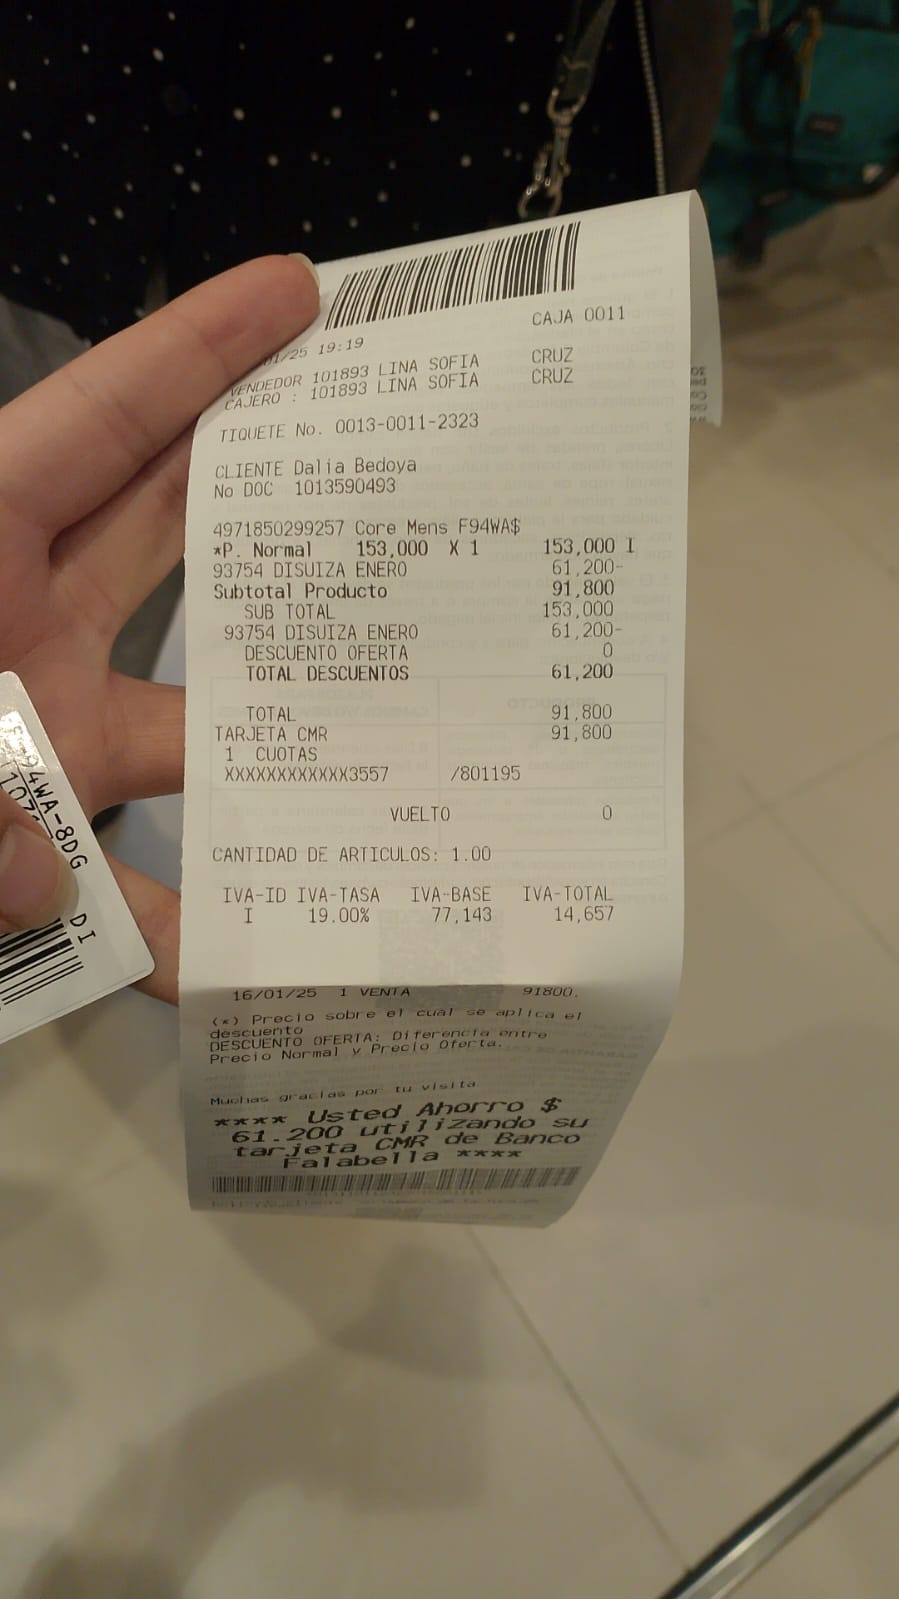 CAJA 0011
01/25 19:19
VENDEDOR 101893 LINA SOFIA CRUZ
CAJERO : 101893 LINA SOFIA CRUZ
TIQUETE No. 0013-0011-2323
CLIENTE Dalia Bedoya
No DOC 1013590493
4971850299257 Core Mens F94WA$
*P. Normal 153,000 X 1 153,000 I
93754 DISUIZA ENERO 61,200-
Subtotal Producto 91,800
SUB TOTAL 153,000
93754 DISUIZA ENERO 61,200-
DESCUENTO OFERTA 0
TOTAL DESCUENTOS 61,200
TOTAL 91,800
TARJETA CMR 91,800
1 CUOTAS
XXXXXXXXXXXX3557 /801195
VUELTO 0
CANTIDAD DE ARTICULOS: 1.00
IVA-ID IVA-TASA IVA-BASE IVA-TOTAL
I 19.00% 77,143 14,657
16/01/25 1 VENTA 91800.
(*) Precio sobre el cual se aplica el
descuento
DESCUENTO OFERTA: Diferencia entre
Precio Normal y Precio Oferta.
Muchas gracias por tu visita
**** Usted Ahorro $
61.200 utilizando su
tarjeta CMR de Banco
Falabella ****
94WA-8DG
DI